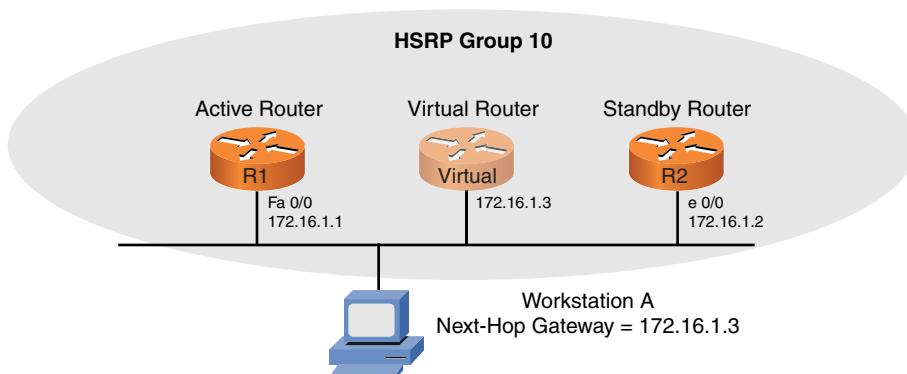 HSRP Group 10
Active Router
Virtual Router
Standby Router
R1
Virtual
R2
Fa 0/0
172.16.1.1
172.16.1.3
e 0/0
172.16.1.2
Workstation A
Next-Hop Gateway = 172.16.1.3